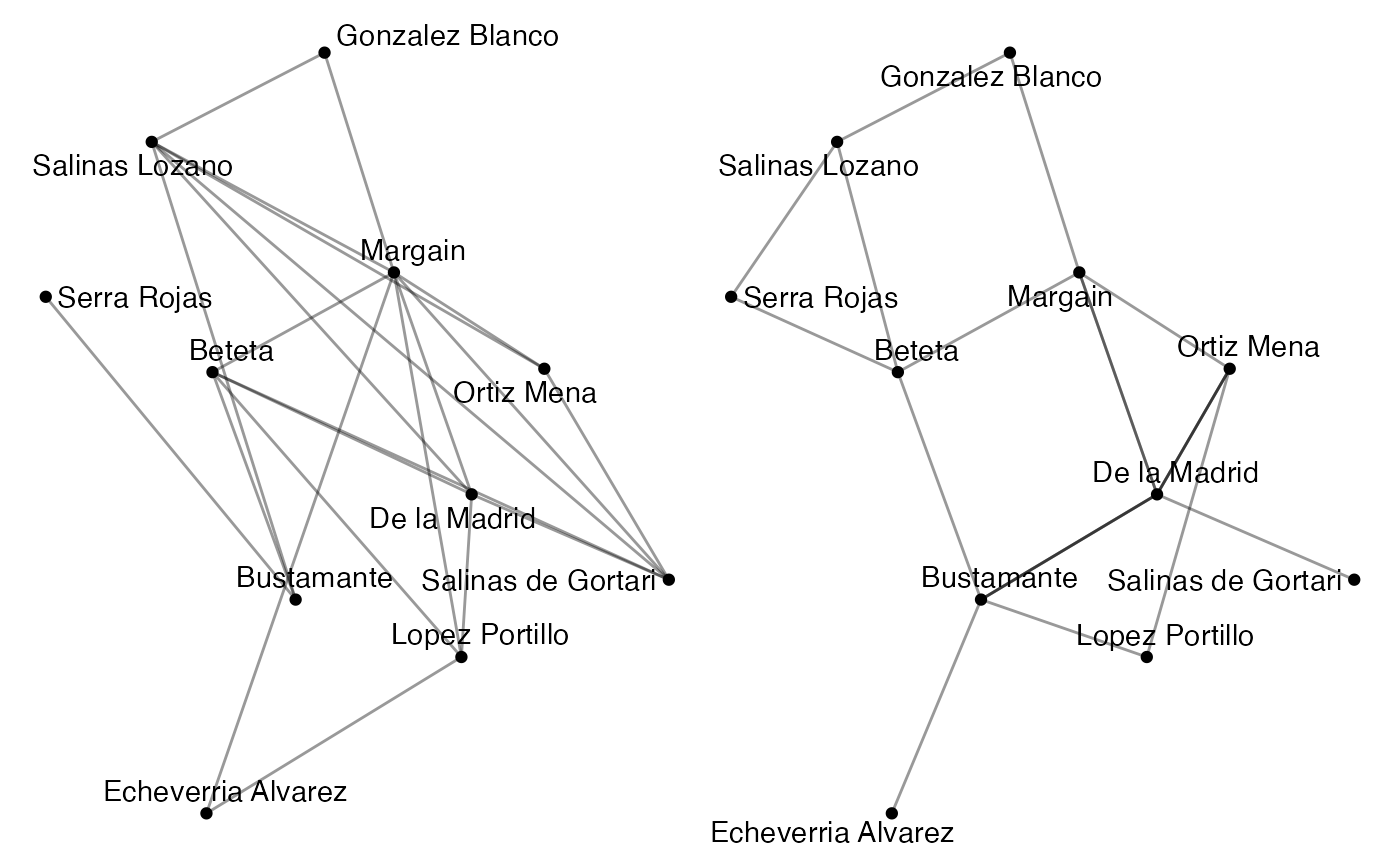 Gonzalez Blanco
Salinas Lozano
Margain
Serra Rojas
Beteta
Ortiz Mena
De la Madrid
Bustamante
Salinas de Gortari
Lopez Portillo
Echeverria Alvarez
Gonzalez Blanco
Salinas Lozano
Margain
Serra Rojas
Beteta
Ortiz Mena
De la Madrid
Bustamante
Salinas de Gortari
Lopez Portillo
Echeverria Alvarez